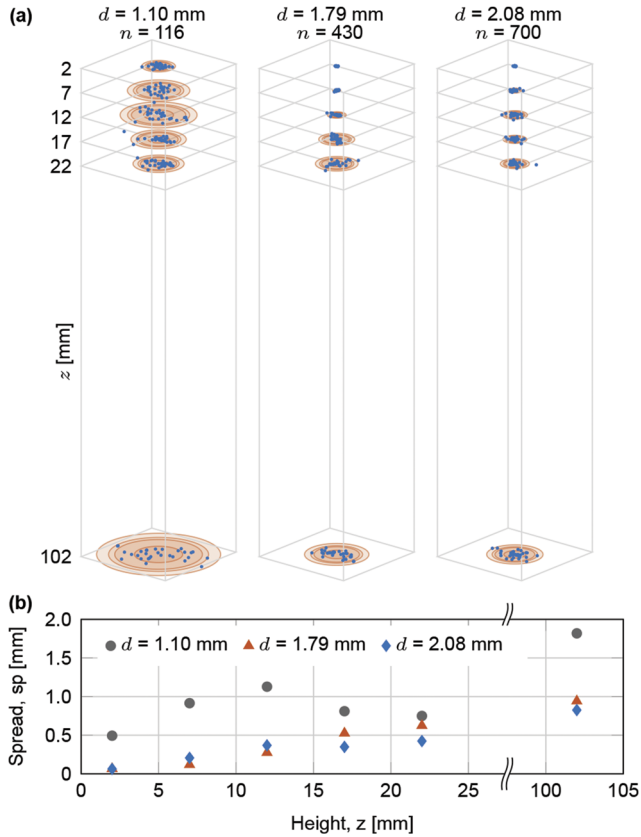 (a)
d = 1.10 mm d = 1.79 mm d = 2.08 mm
n = 116 n = 430 n = 700
2
7
12
17
22
z [mm]
102
(b)
2.0
1.5
1.0
0.5
0
Spread, sp [mm]
d = 1.10 mm d = 1.79 mm d = 2.08 mm
0 5 10 15 20 25 100 105
Height, z [mm]